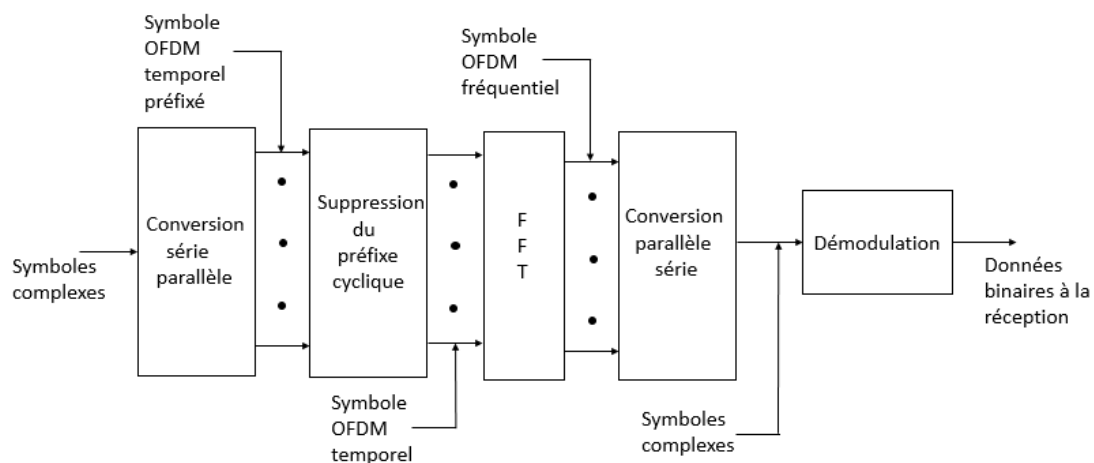 Symbole
OFDM
temporel
préfixé
Symbole
OFDM
fréquentiel
Symboles
complexes
Conversion
série
parallèle
Suppression
du
préfixe
cyclique
F
F
T
Conversion
parallèle
série
Démodulation
Données
binaires à la
réception
Symbole
OFDM
temporel
Symboles
complexes